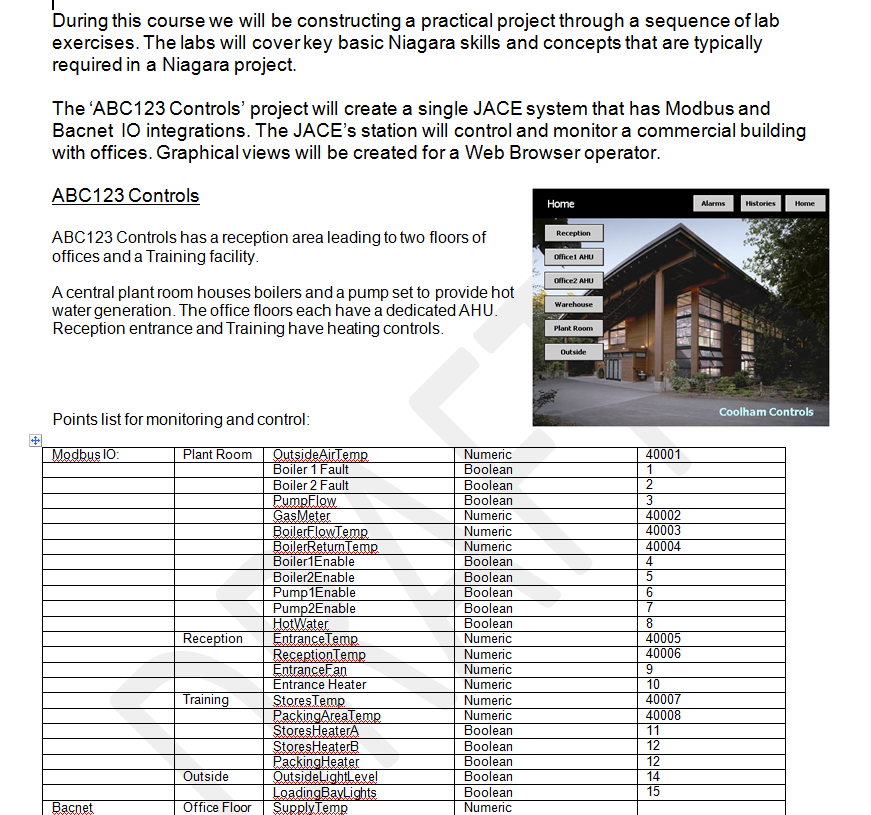 During this course we will be constructing a practical project through a sequence of lab
exercises. The labs will cover key basic Niagara skills and concepts that are typically
required in a Niagara project.
The ‘ABC123 Controls’ project will create a single JACE system that has Modbus and
Bacnet IO integrations. The JACE’s station will control and monitor a commercial building
with offices. Graphical views will be created for a Web Browser operator.
ABC123 Controls
ABC123 Controls has a reception area leading to two floors of
offices and a Training facility.
A central plant room houses boilers and a pump set to provide hot
water generation. The office floors each have a dedicated AHU.
Reception entrance and Training have heating controls.
Home Alarms Histories Home
Reception
Office1 AHU
Office2 AHU
Warehouse
Plant Room
Outside
Coolham Controls
Points list for monitoring and control:
Modbus IO: Plant Room OutsideAirTemp Numeric 40001
Boiler 1 Fault Boolean 1
Boiler 2 Fault Boolean 2
PumpFlow Boolean 3
GasMeter Numeric 40002
BoilerFlowTemp Numeric 40003
BoilerReturnTemp Numeric 40004
Boiler1Enable Boolean 4
Boiler2Enable Boolean 5
Pump1Enable Boolean 6
Pump2Enable Boolean 7
HotWater Boolean 8
Reception EntranceTemp Numeric 40005
ReceptionTemp Numeric 40006
EntranceFan Numeric 9
Entrance Heater Numeric 10
Training StoresTemp Numeric 40007
PackingAreaTemp Numeric 40008
StoresHeaterA Boolean 11
StoresHeaterB Boolean 12
PackingHeater Boolean 12
Outside OutsideLightLevel Boolean 14
LoadingBayLights Boolean 15
Bacnet Office Floor SupplyTemp Numeric
DRAFT